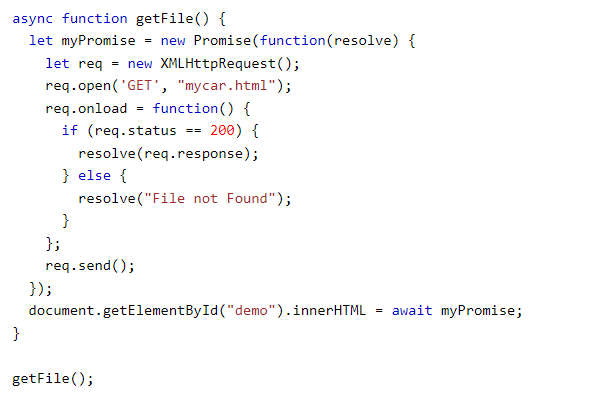 async function getFile() {
  let myPromise = new Promise(function(resolve) {
    let req = new XMLHttpRequest();
    req.open('GET', "mycar.html");
    req.onload = function() {
      if (req.status == 200) {
        resolve(req.response);
      } else {
        resolve("File not Found");
      }
    };
    req.send();
  });
  document.getElementById("demo").innerHTML = await myPromise;
}

getFile();